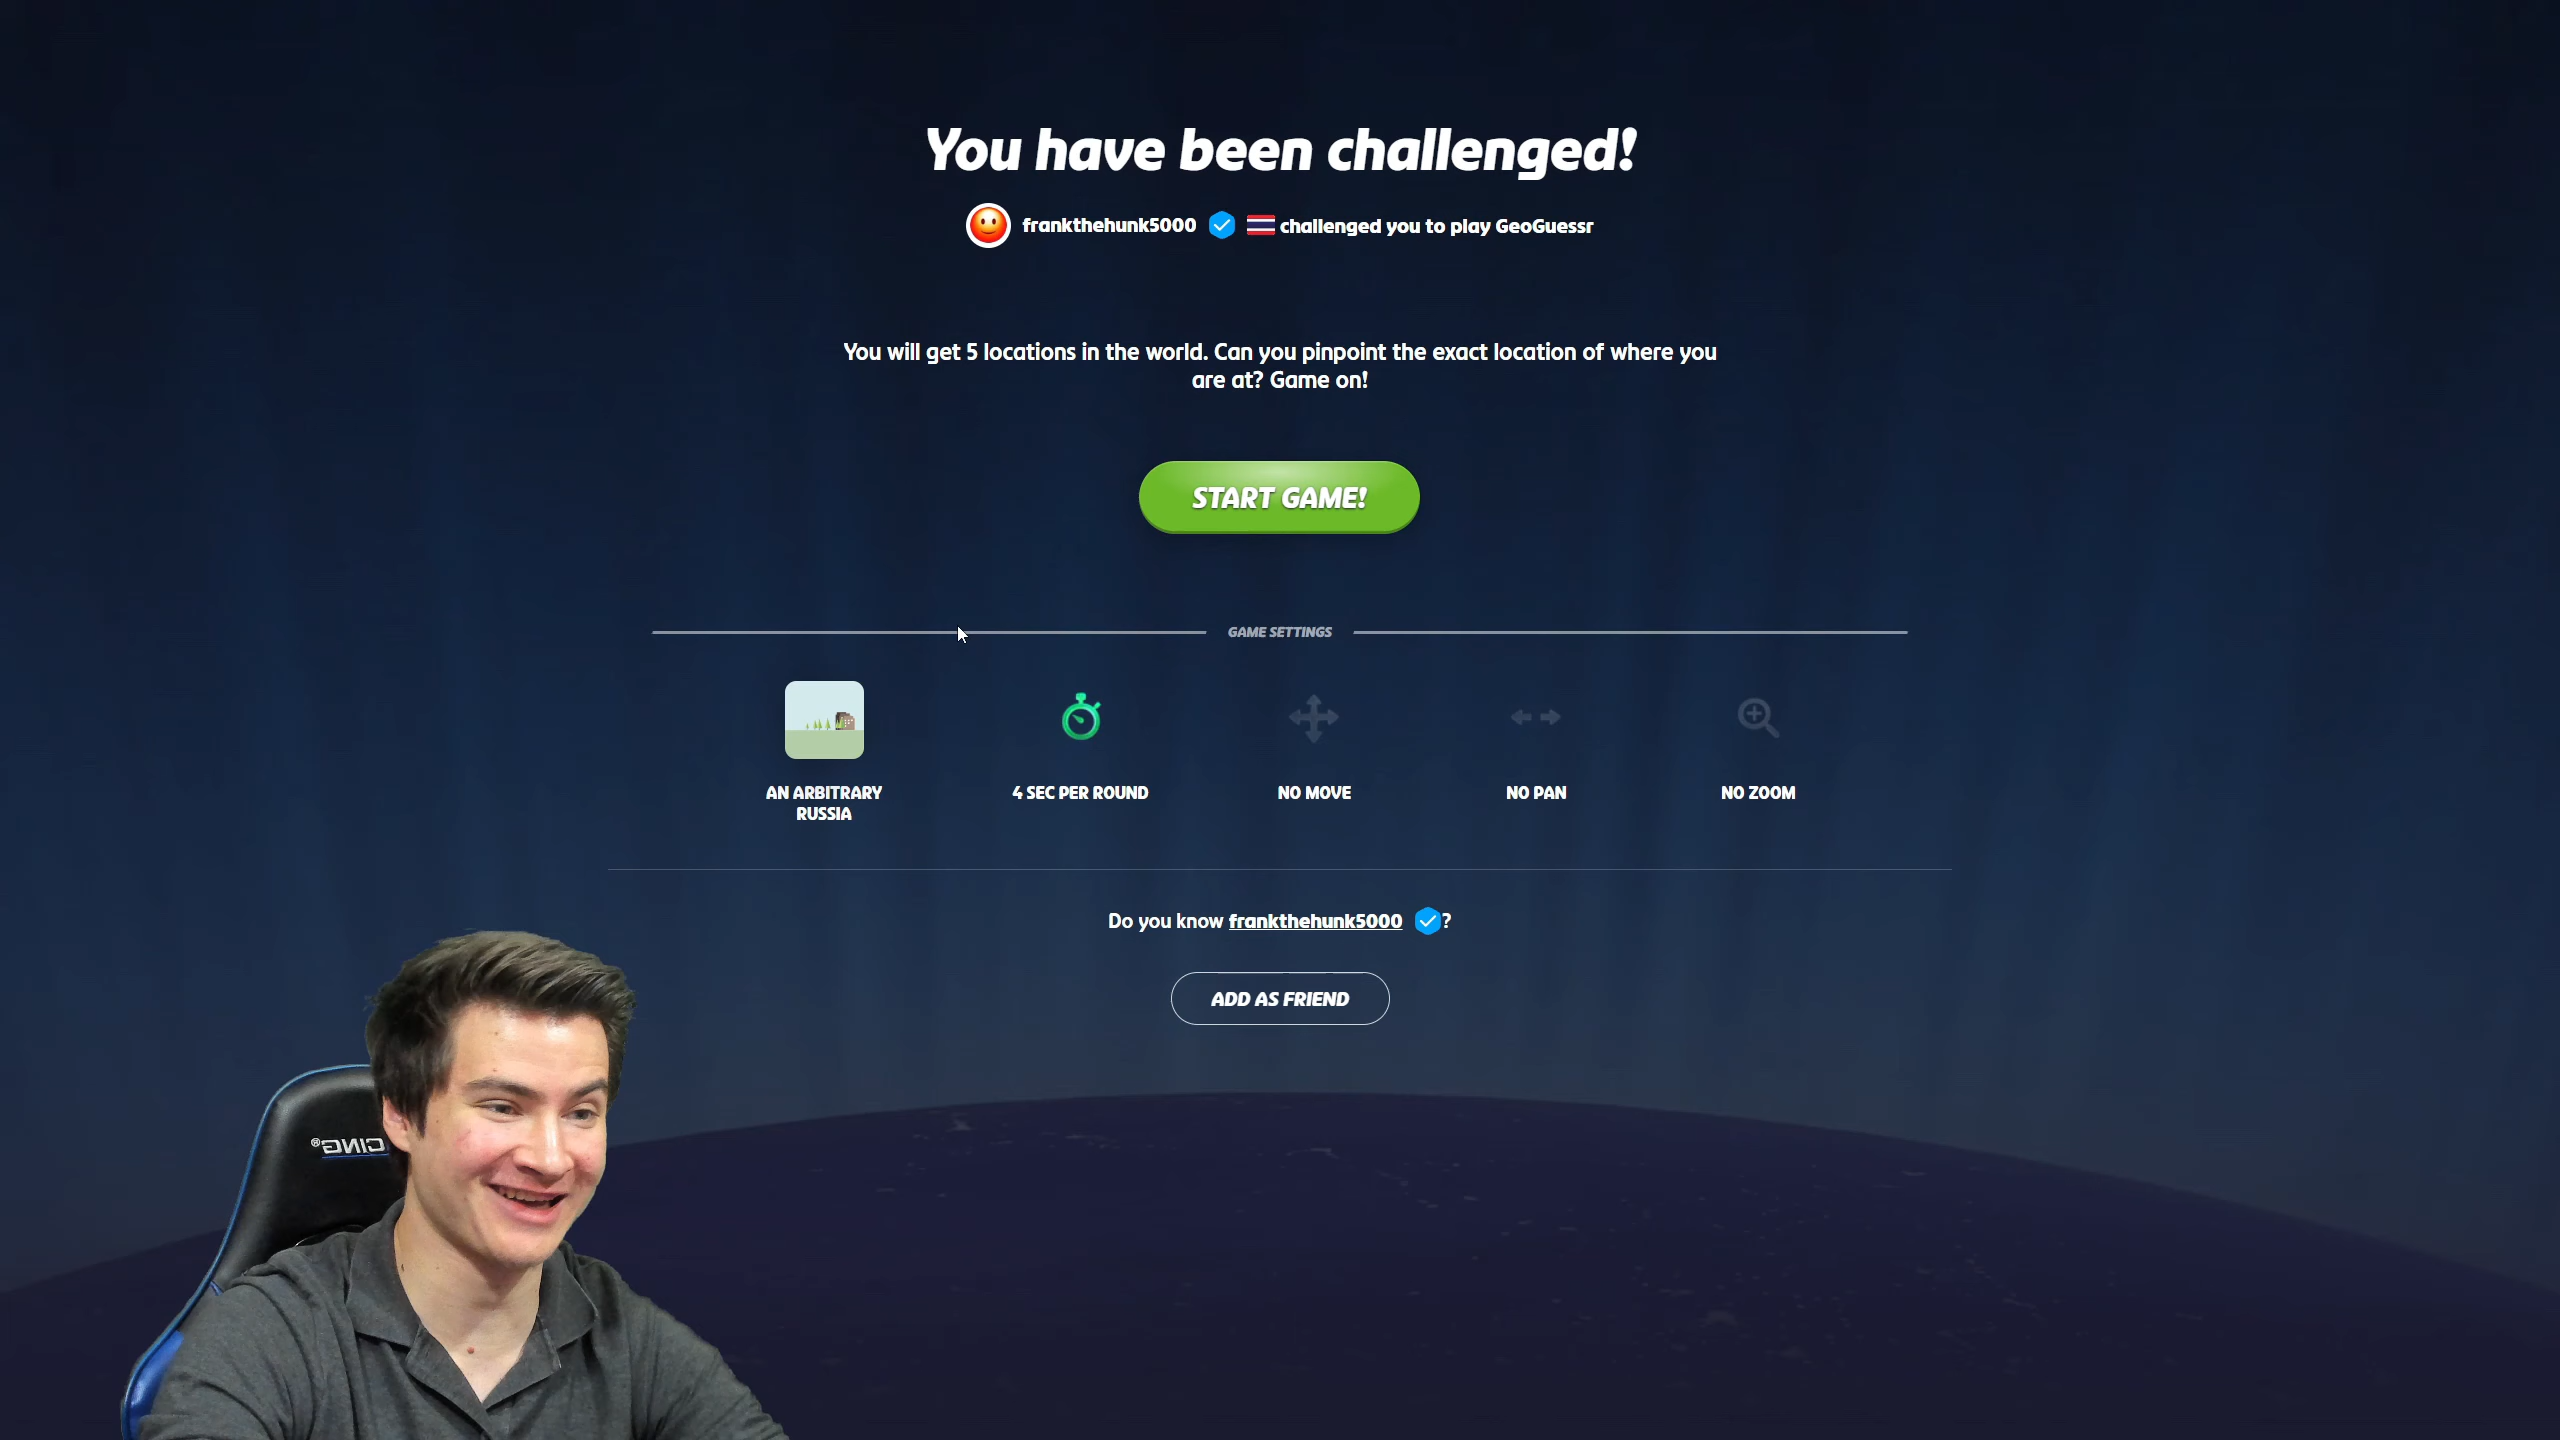 You have been challenged!
frankthehunk5000 challenged you to play GeoGuessr
You will get 5 locations in the world. Can you pinpoint the exact location of where you
are at? Game on!
START GAME!
GAME SETTINGS
AN ARBITRARY
RUSSIA
4 SEC PER ROUND
NO MOVE
NO PAN
NO ZOOM
Do you know frankthehunk5000 ?
ADD AS FRIEND
CING®